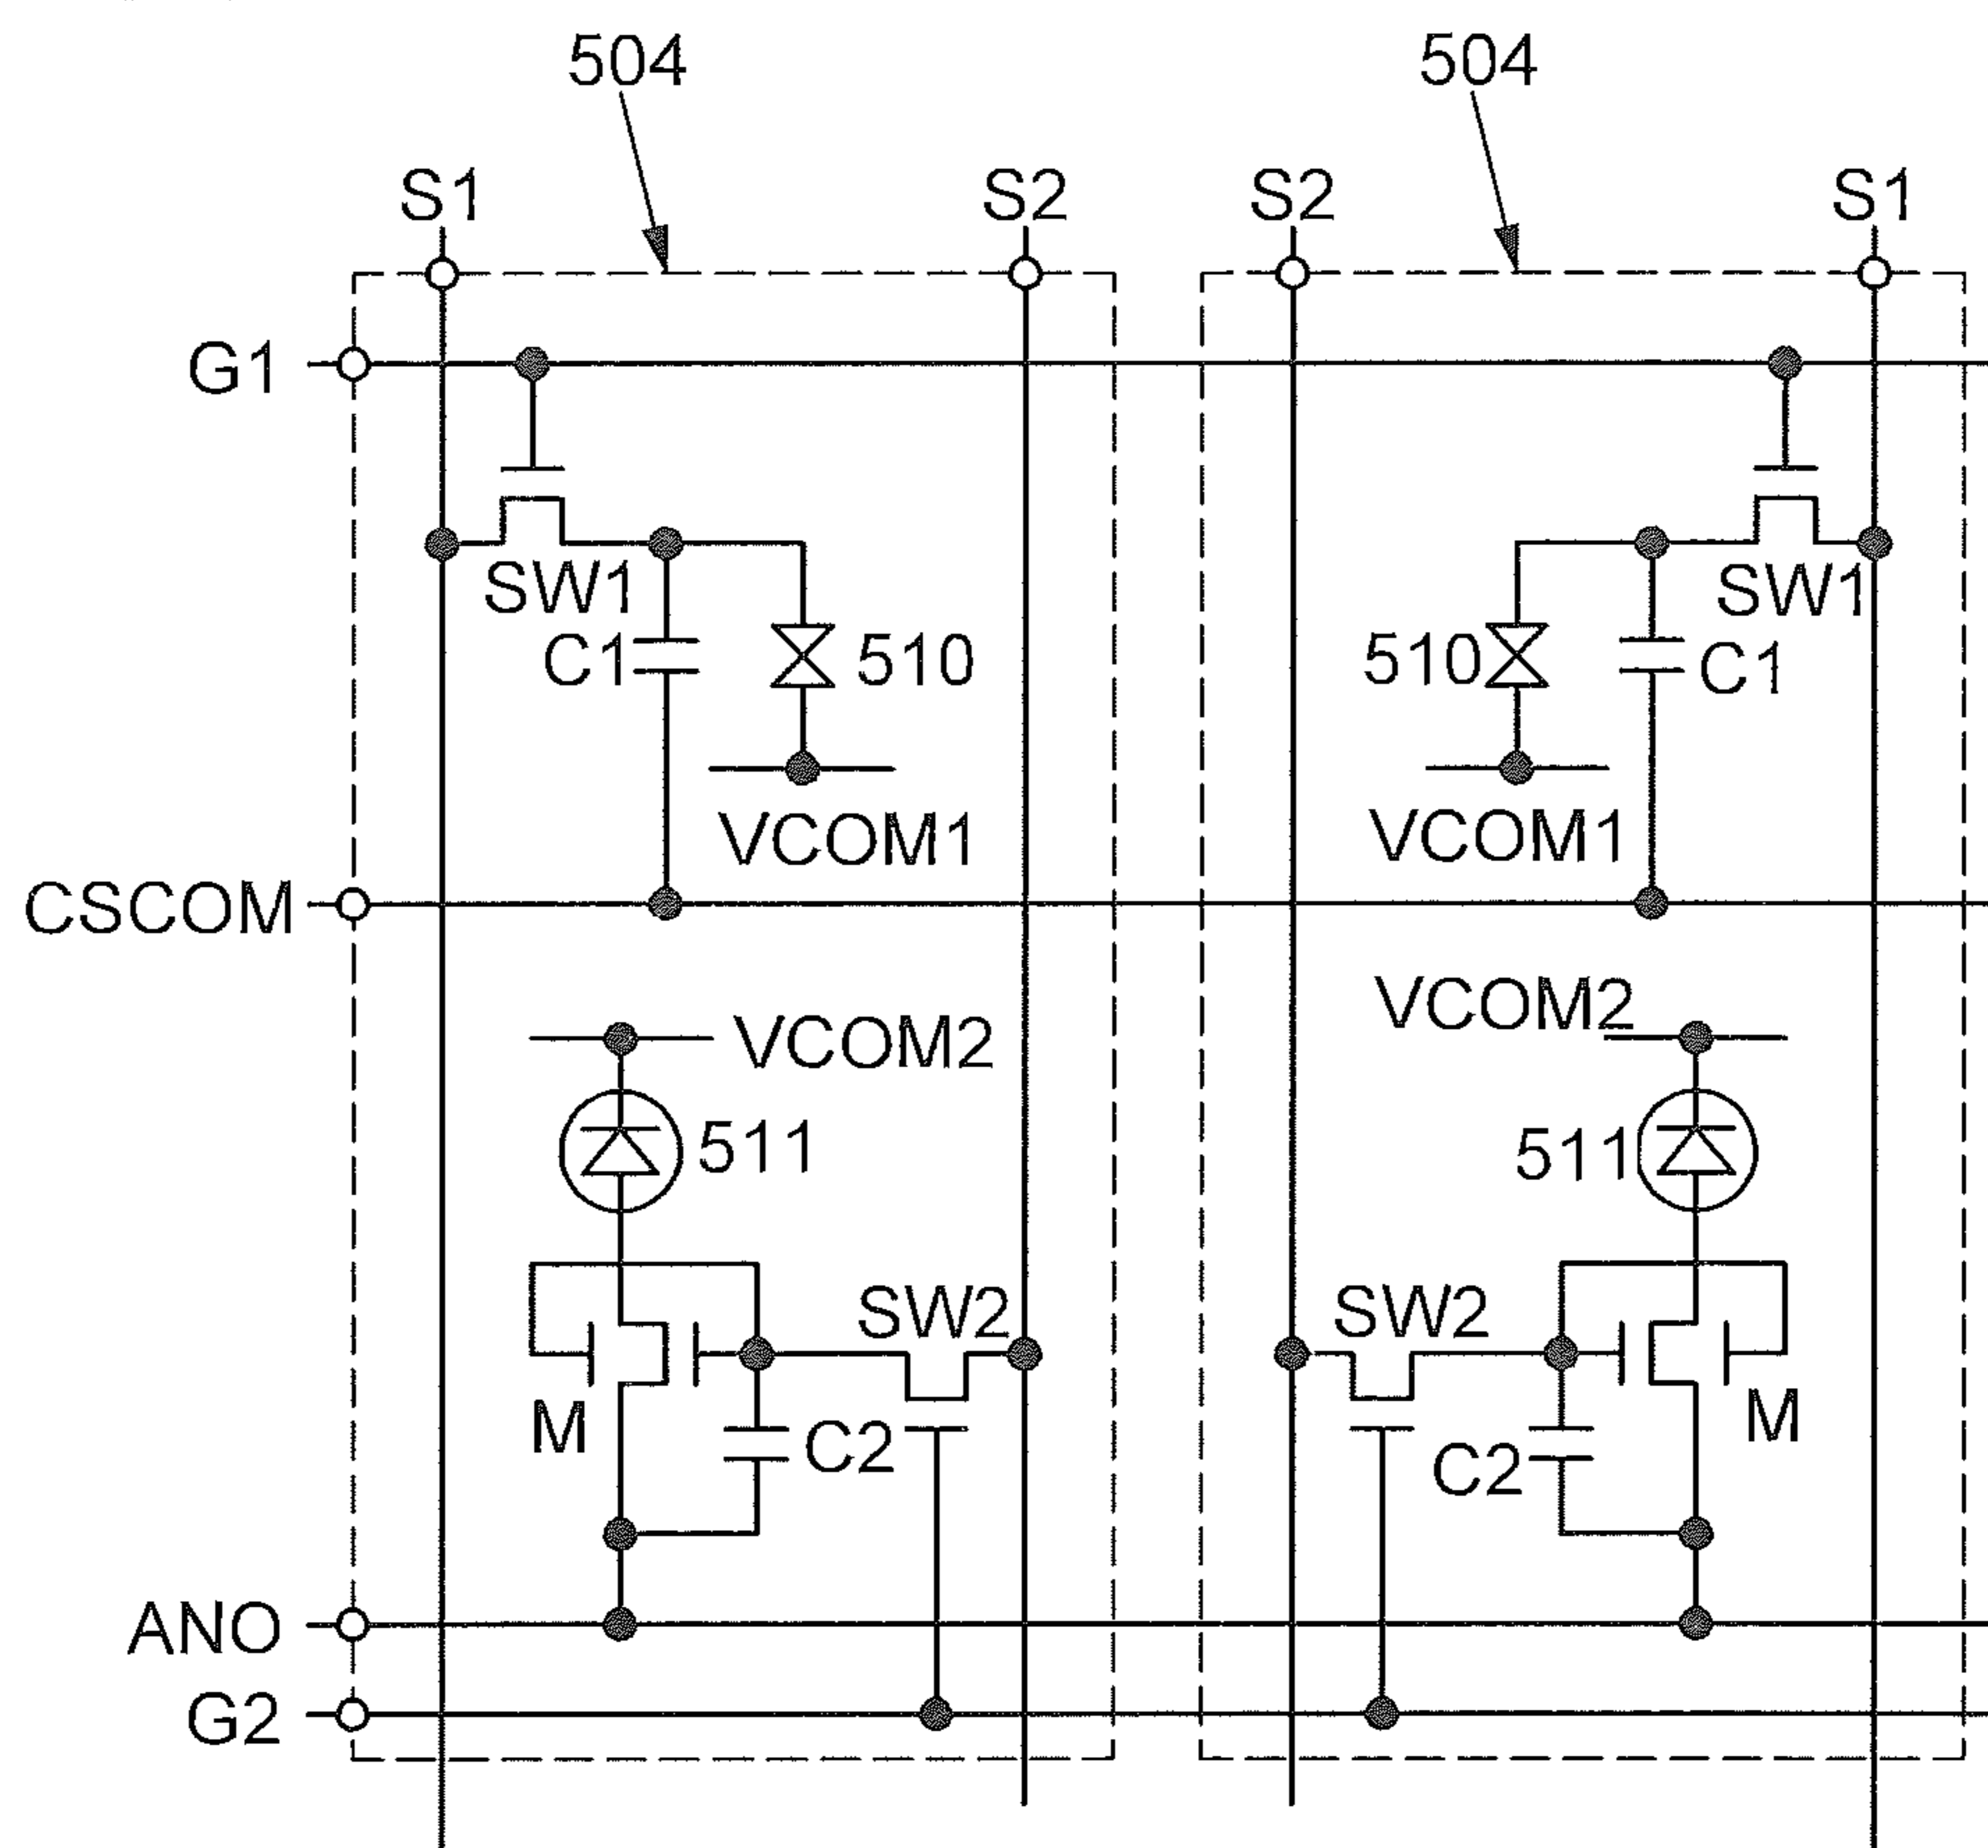 504 504
S1 S2 S2 S1
G1
SW1 SW1
C1 510 510 C1
VCOM1 VCOM1
CSCOM
VCOM2 VCOM2
511 511
SW2 SW2
M C2 C2 M
ANO
G2